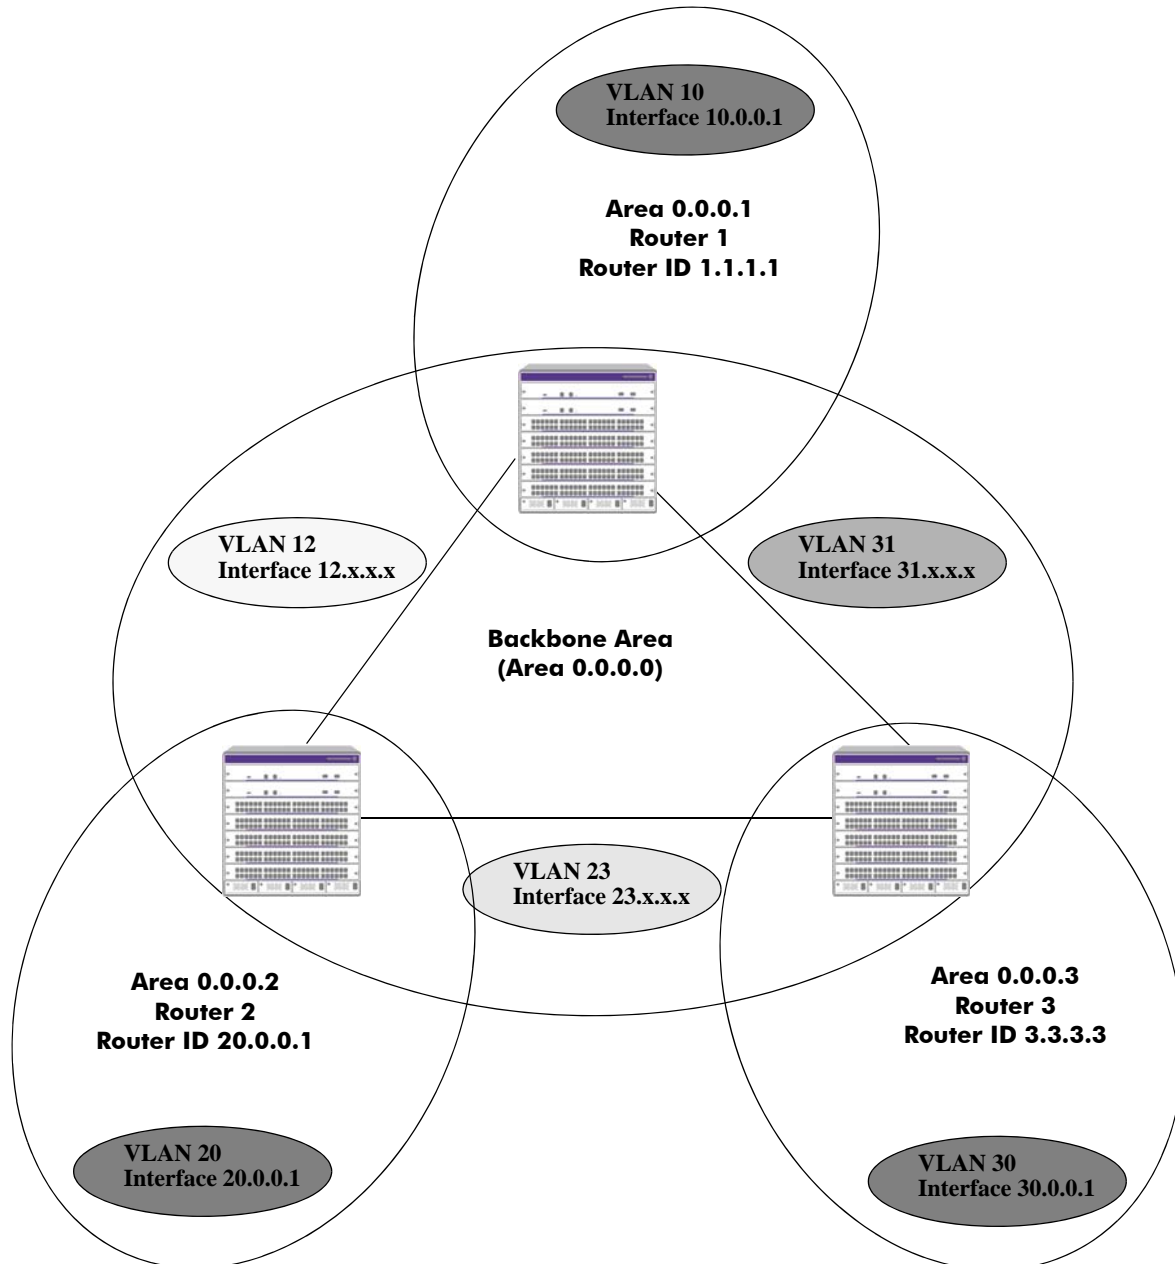 VLAN 10
Interface 10.0.0.1
Area 0.0.0.1
Router 1
Router ID 1.1.1.1
VLAN 12
Interface 12.x.x.x
VLAN 31
Interface 31.x.x.x
Backbone Area
(Area 0.0.0.0)
VLAN 23
Interface 23.x.x.x
Area 0.0.0.2
Router 2
Router ID 20.0.0.1
Area 0.0.0.3
Router 3
Router ID 3.3.3.3
VLAN 20
Interface 20.0.0.1
VLAN 30
Interface 30.0.0.1